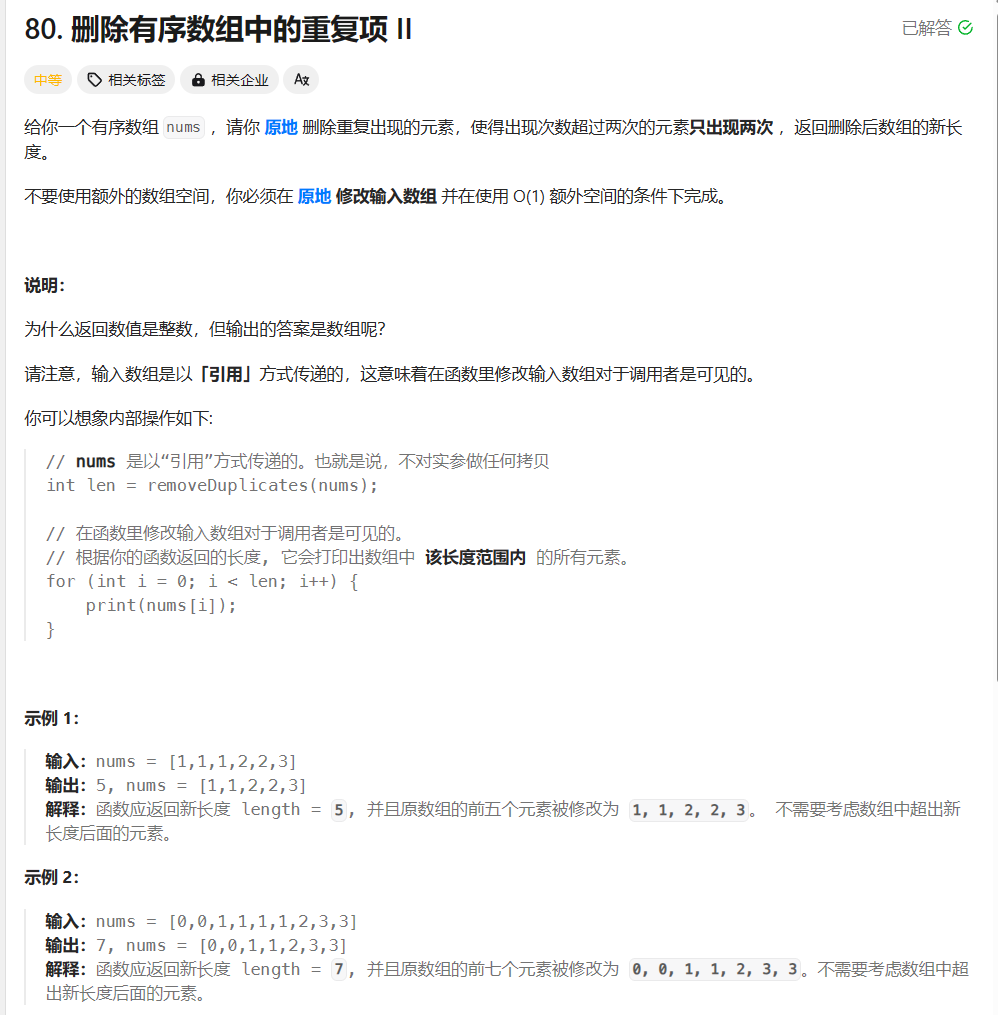 80. 删除有序数组中的重复项 II
已解答
中等
相关标签
相关企业
给你一个有序数组 nums ，请你 原地 删除重复出现的元素，使得出现次数超过两次的元素只出现两次 ，返回删除后数组的新长
度。
不要使用额外的数组空间，你必须在 原地 修改输入数组 并在使用 O(1) 额外空间的条件下完成。
说明：
为什么返回数值是整数，但输出的答案是数组呢？
请注意，输入数组是以「引用」方式传递的，这意味着在函数里修改输入数组对于调用者是可见的。
你可以想象内部操作如下:
// nums 是以“引用”方式传递的。也就是说，不对实参做任何拷贝
int len = removeDuplicates(nums);
// 在函数里修改输入数组对于调用者是可见的。
// 根据你的函数返回的长度, 它会打印出数组中 该长度范围内 的所有元素。
for (int i = 0; i < len; i++) {
    print(nums[i]);
}
示例 1：
输入：nums = [1,1,1,2,2,3]
输出：5, nums = [1,1,2,2,3]
解释：函数应返回新长度 length = 5, 并且原数组的前五个元素被修改为 1, 1, 2, 2, 3。 不需要考虑数组中超出新
长度后面的元素。
示例 2：
输入：nums = [0,0,1,1,1,1,2,3,3]
输出：7, nums = [0,0,1,1,2,3,3]
解释：函数应返回新长度 length = 7, 并且原数组的前七个元素被修改为 0, 0, 1, 1, 2, 3, 3。不需要考虑数组中超
出新长度后面的元素。